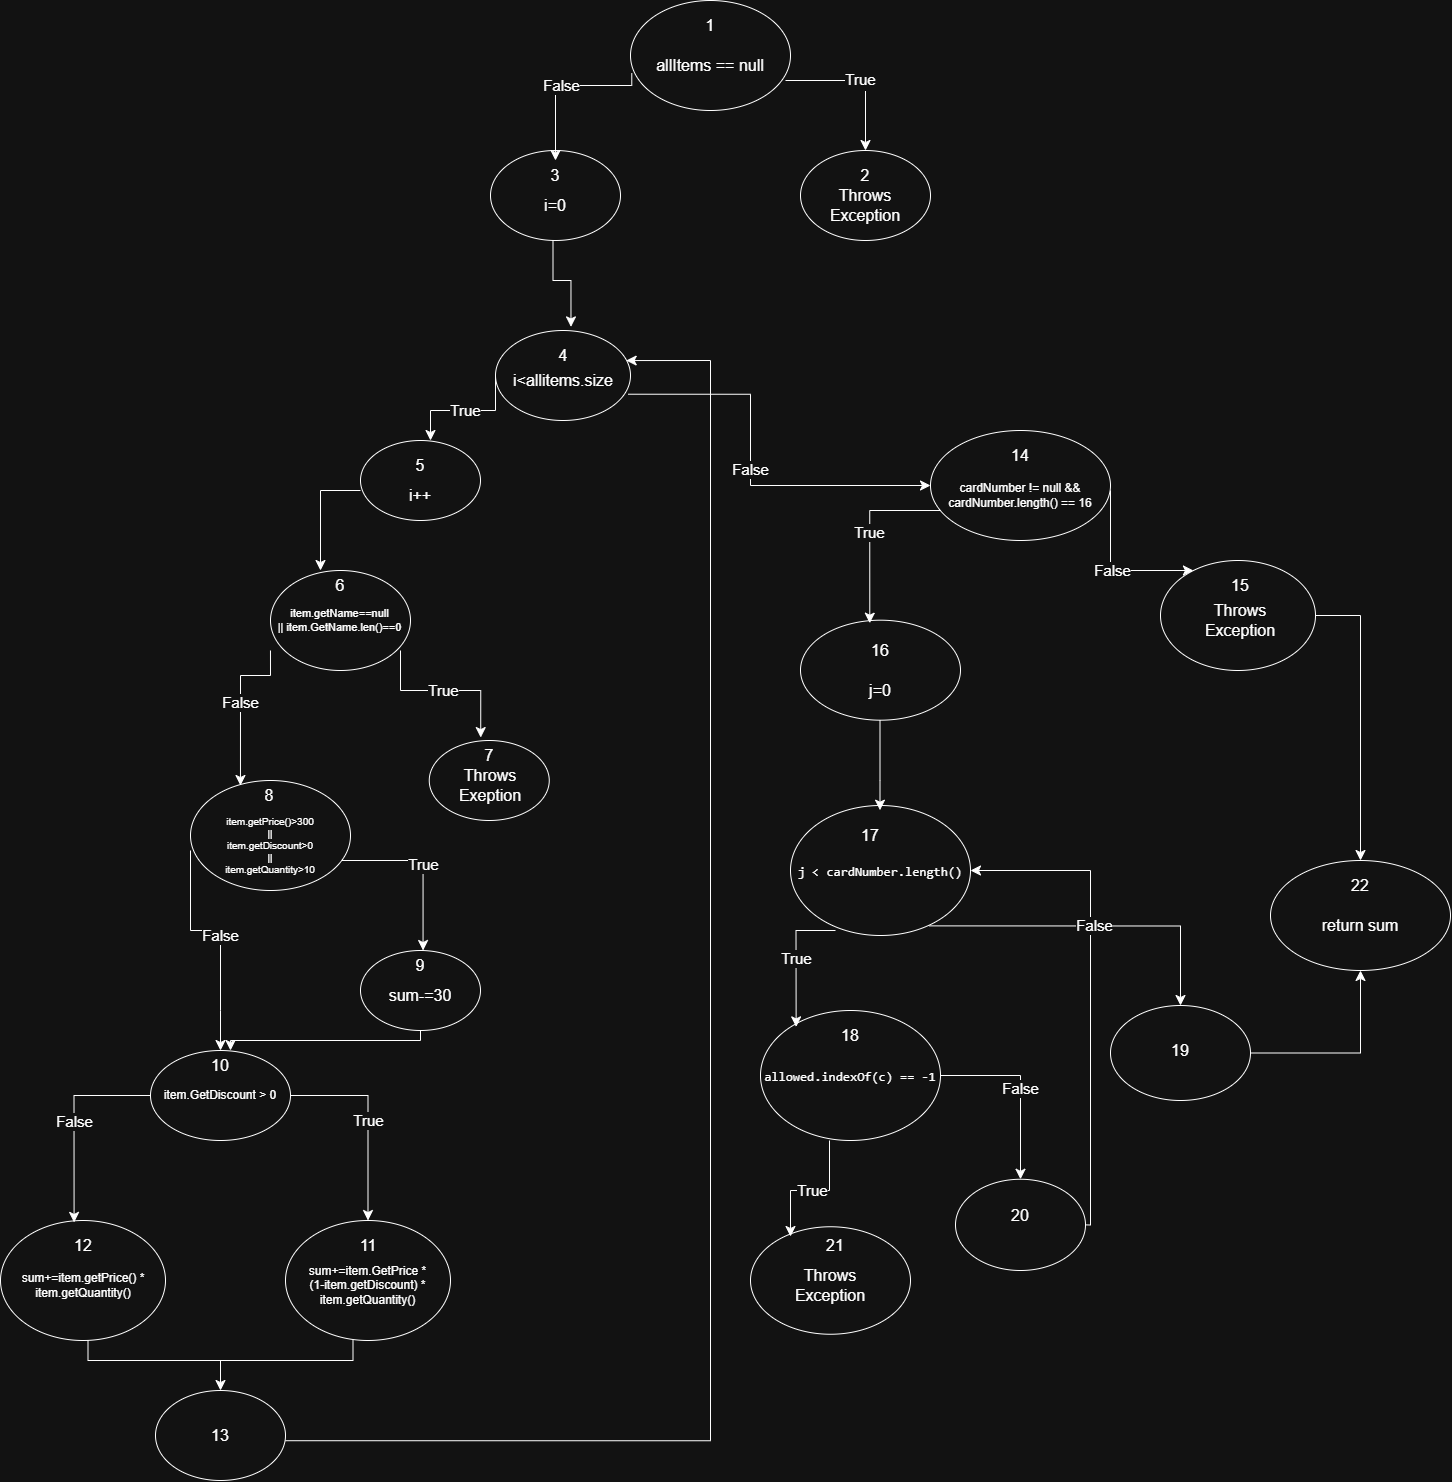 1
allItems == null
False
True
3
i=0
2
Throws
Exception
4
i<allitems.size
True
False
5
i++
14
cardNumber != null &&
cardNumber.length() == 16
True
False
6
item.getName==null
|| item.GetName.len()==0
15
Throws
Exception
16
j=0
False
True
7
Throws
Exeption
8
item.getPrice()>300
||
item.getDiscount>0
||
item.getQuantity>10
True
False
17
j < cardNumber.length()
22
return sum
True
False
9
sum-=30
19
10
item.GetDiscount > 0
18
allowed.indexOf(c) == -1
False
False
True
True
20
12
sum+=item.getPrice() *
item.getQuantity()
11
sum+=item.GetPrice *
(1-item.getDiscount) *
item.getQuantity()
21
Throws
Exception
13